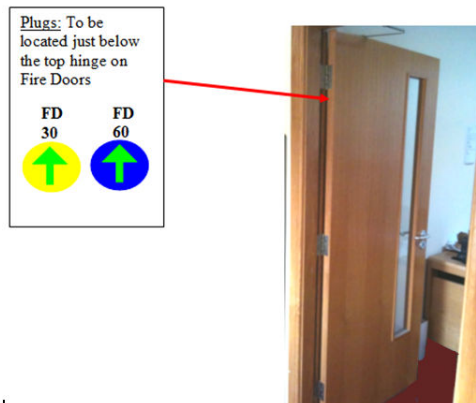 Plugs: To be
located just below
the top hinge on
Fire Doors
FD FD
30 60